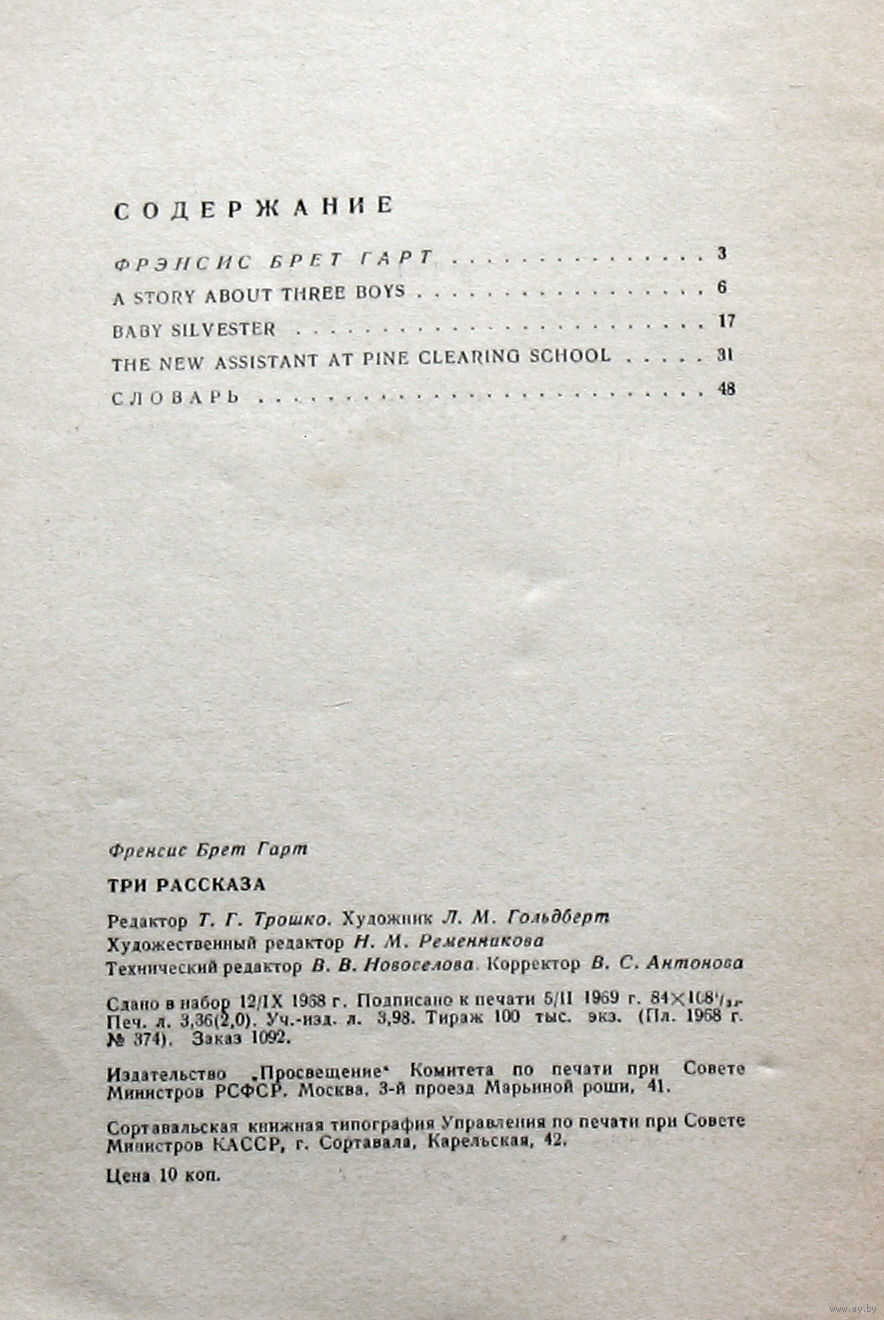 СОДЕРЖАНИЕ
ФРЭНСИС БРЕТ ГАРТ . . . . . . . . . . . . . . . 3
A STORY ABOUT THREE BOYS . . . . . . . . . . . . . . . . . 6
BABY SILVESTER . . . . . . . . . . . . . . . . . . . . . . . . 17
THE NEW ASSISTANT AT PINE CLEARING SCHOOL . . . . . 31
СЛОВАРЬ . . . . . . . . . . . . . . . . . . . . . . . . . . 48
Френсис Брет Гарт
ТРИ РАССКАЗА
Редактор Т. Г. Трошко. Художник Л. М. Гольдберт
Художественный редактор Н. М. Ременникова
Технический редактор В. В. Новоселова. Корректор В. С. Антонова
Сдано в набор 12/IX 1968 г. Подписано к печати 5/II 1969 г. 84×108¹/₃₂.
Печ. л. 3,36(2,0). Уч.-изд. л. 3,98. Тираж 100 тыс. экз. (Пл. 1968 г.
№ 374). Заказ 1092.
Издательство „Просвещение“ Комитета по печати при Совете
Министров РСФСР. Москва. 3-й проезд Марьиной рощи, 41.
Сортавальская книжная типография Управления по печати при Совете
Министров КАССР, г. Сортавала, Карельская, 42.
Цена 10 коп.
www.ay.by